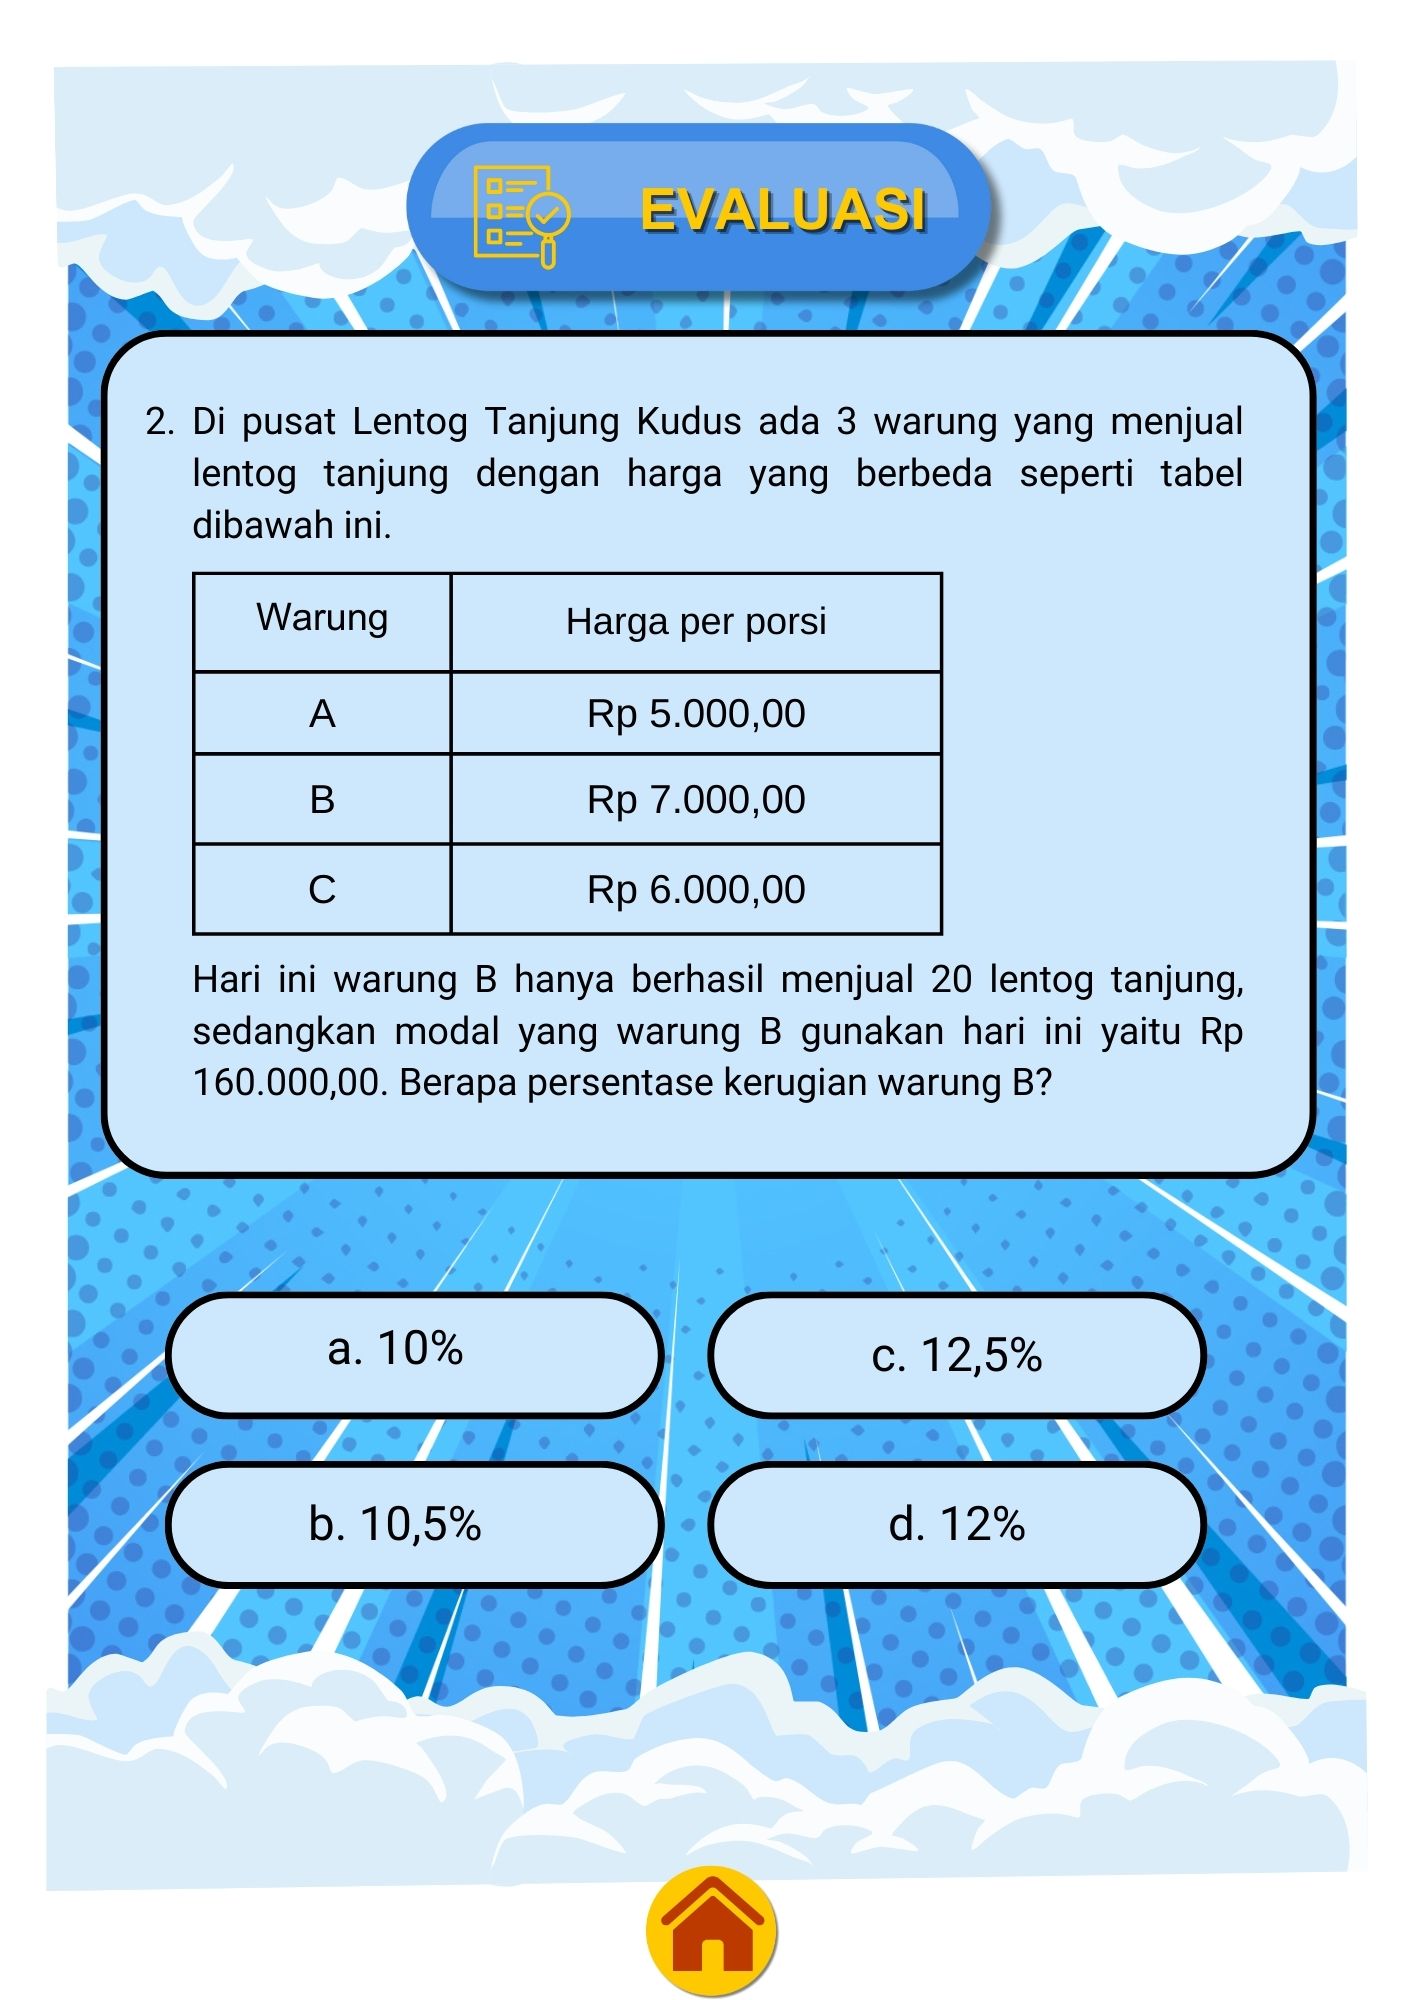 EVALUASI
2. Di pusat Lentog Tanjung Kudus ada 3 warung yang menjual
lentog tanjung dengan harga yang berbeda seperti tabel
dibawah ini.
Warung Harga per porsi
A Rp 5.000,00
B Rp 7.000,00
C Rp 6.000,00
Hari ini warung B hanya berhasil menjual 20 lentog tanjung,
sedangkan modal yang warung B gunakan hari ini yaitu Rp
160.000,00. Berapa persentase kerugian warung B?
a. 10%
c. 12,5%
b. 10,5%
d. 12%